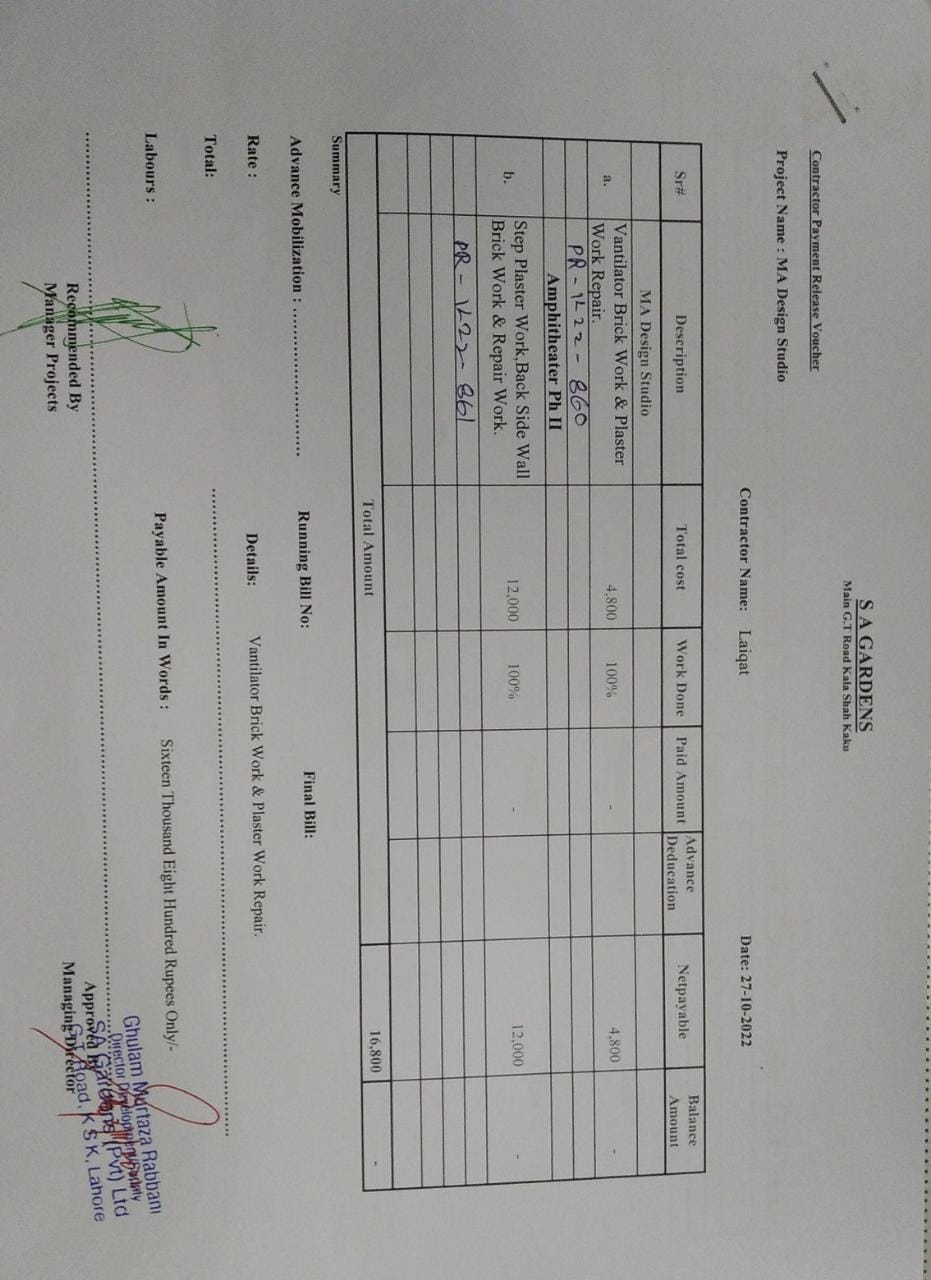 S A GARDENS
Main G.T Road Kala Shah Kaku
Contractor Payment Release Voucher
Project Name : MA Design Studio
Contractor Name: Laiqat
Date: 27-10-2022
Sr# Description Total cost Work Done Paid Amount Advance Deducation Netpayable Balance Amount
MA Design Studio
a. Vantilator Brick Work & Plaster Work Repair. 4,800 100% - 4,800 -
PR - 1L22 - 860
Amphitheater Ph II
b. Step Plaster Work,Back Side Wall Brick Work & Repair Work. 12,000 100% - 12,000 -
PR - 1L22 - 861
Total Amount 16,800 -
Summary
Advance Mobilization : .................................. Running Bill No: Final Bill:
Rate : Details: Vantilator Brick Work & Plaster Work Repair.
Total:
Labours : Payable Amount In Words : Sixteen Thousand Eight Hundred Rupees Only/-
Recommended By
Manager Projects
Approved By
Managing Director
Ghulam Murtaza Rabbani
Director Development
SA Gardens (Pvt) Ltd
G.T Road, K S K, Lahore